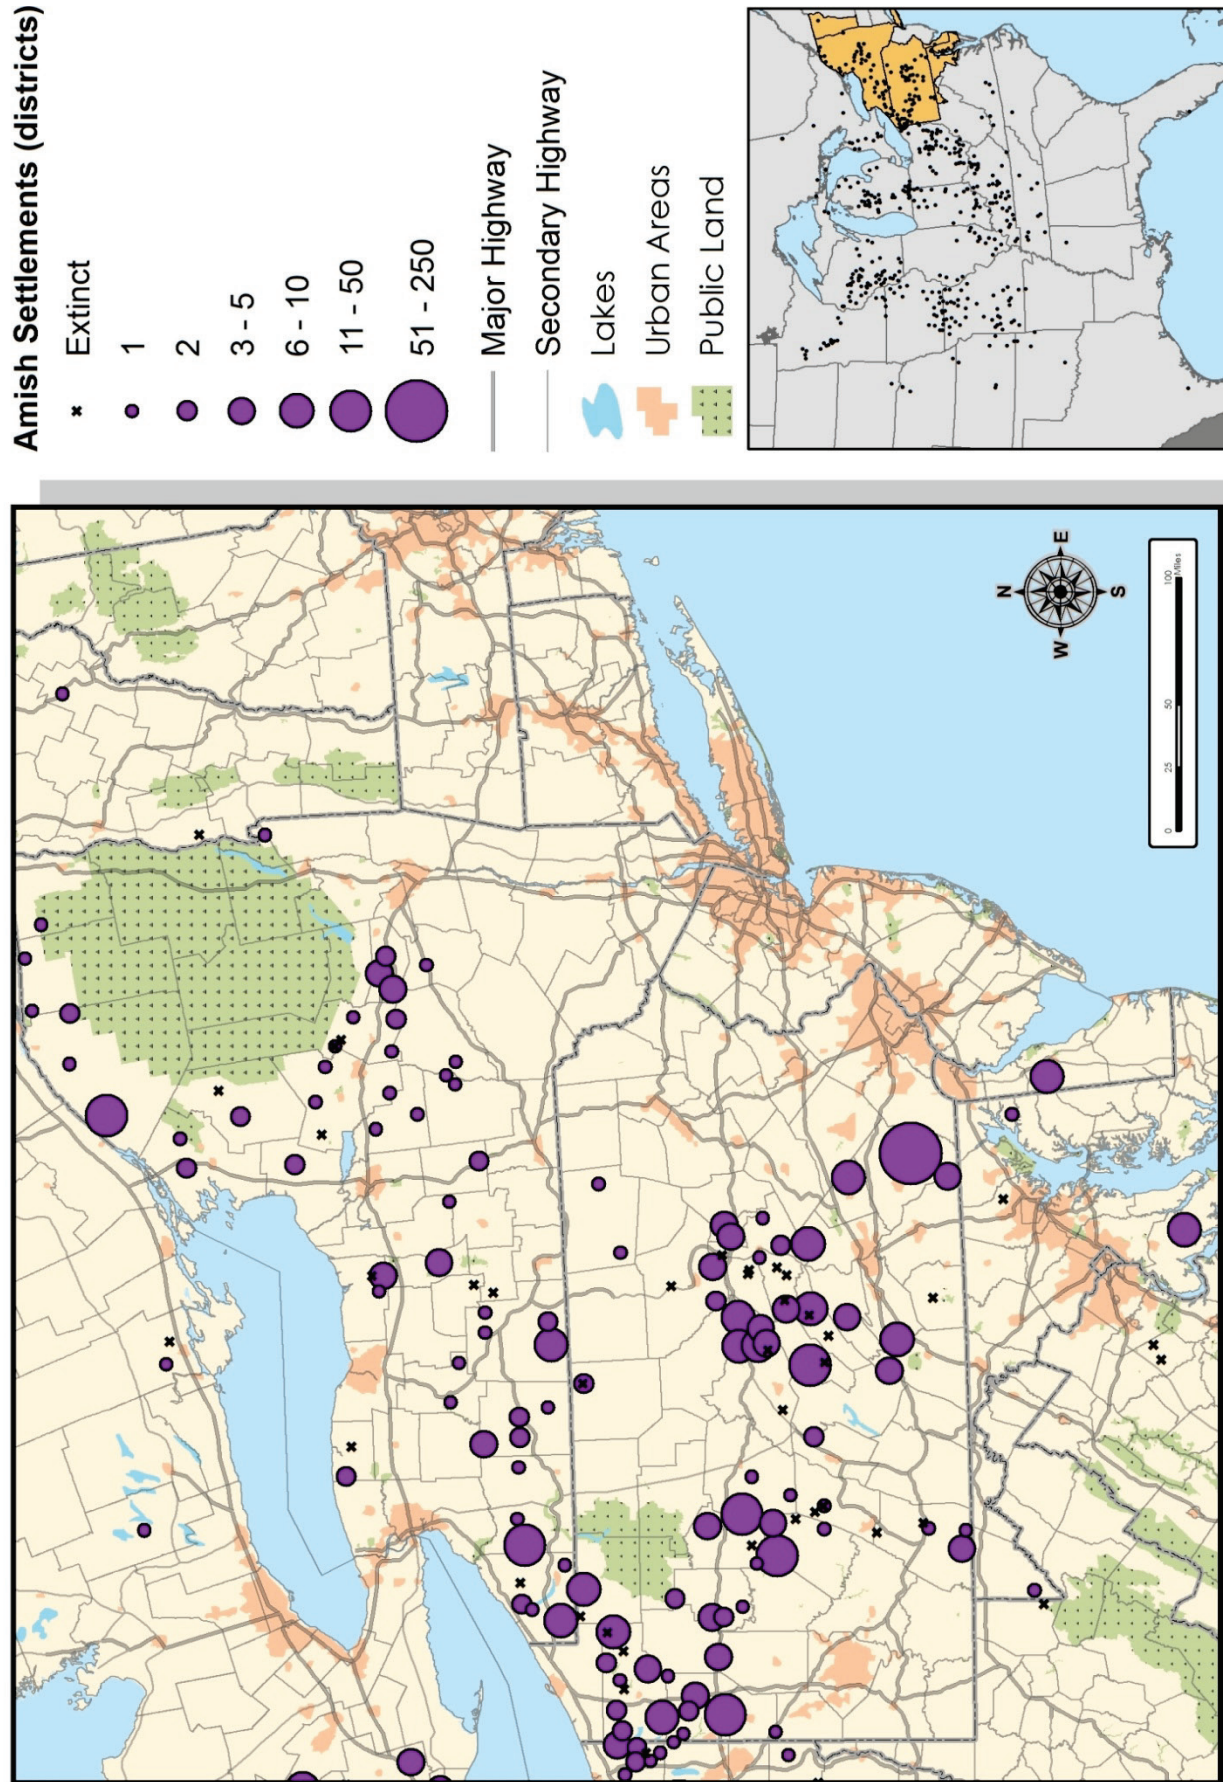 Amish Settlements (districts)
Extinct
1
2
3 - 5
6 - 10
11 - 50
51 - 250
Major Highway
Secondary Highway
Lakes
Urban Areas
Public Land
N
W E
S
0 25 50 100
Miles